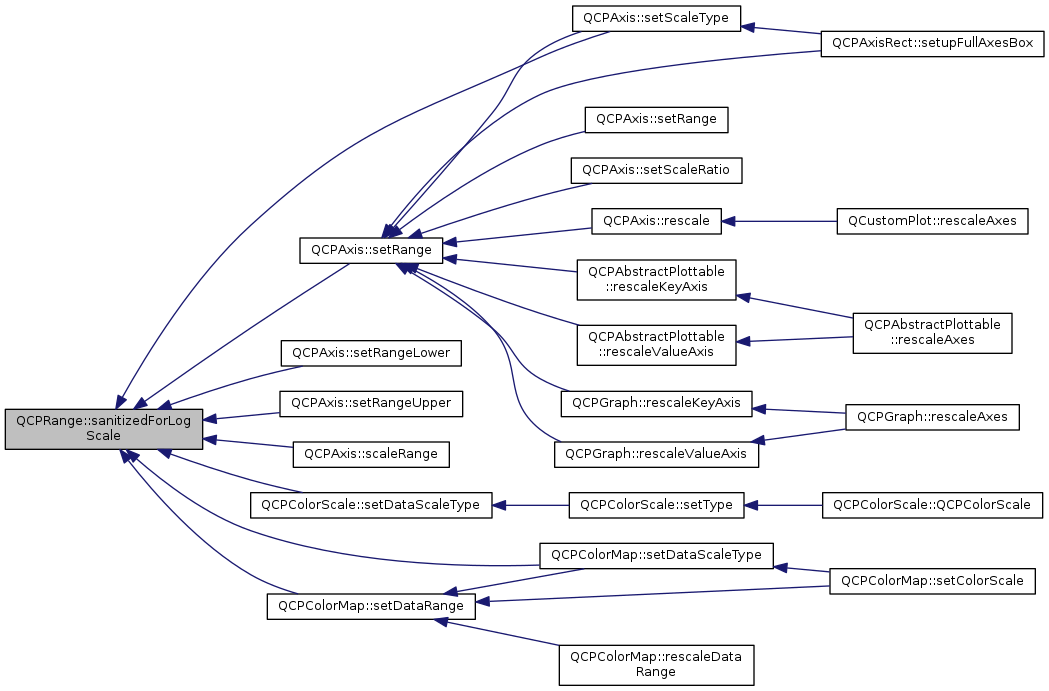 QCPAxis::setScaleType
QCPAxisRect::setupFullAxesBox
QCPAxis::setRange
QCPAxis::setScaleRatio
QCPAxis::rescale
QCustomPlot::rescaleAxes
QCPAxis::setRange
QCPAbstractPlottable
::rescaleKeyAxis
QCPAbstractPlottable
::rescaleAxes
QCPAbstractPlottable
::rescaleValueAxis
QCPAxis::setRangeLower
QCPAxis::setRangeUpper
QCPGraph::rescaleKeyAxis
QCPGraph::rescaleAxes
QCPRange::sanitizedForLog
Scale
QCPAxis::scaleRange
QCPGraph::rescaleValueAxis
QCPColorScale::setDataScaleType
QCPColorScale::setType
QCPColorScale::QCPColorScale
QCPColorMap::setDataScaleType
QCPColorMap::setColorScale
QCPColorMap::setDataRange
QCPColorMap::rescaleData
Range